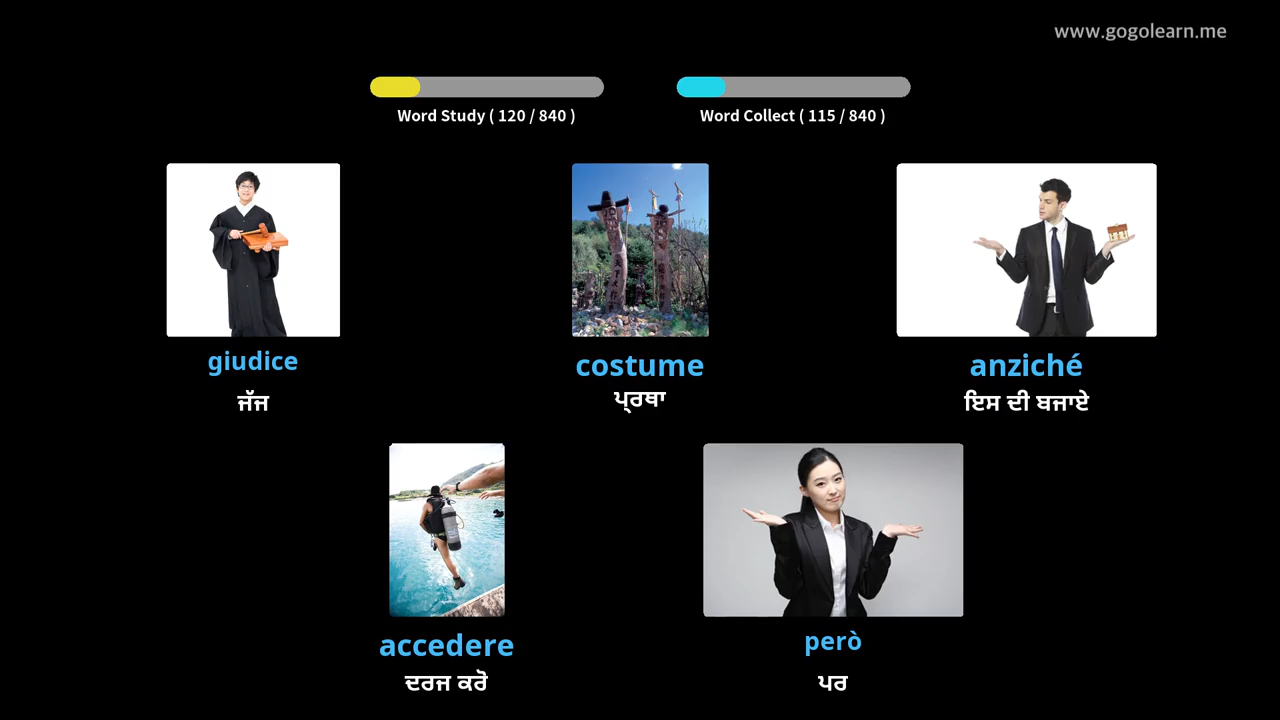 www.gogolearn.me
Word Study ( 120 / 840 )
Word Collect ( 115 / 840 )
giudice
ਜੱਜ
costume
ਪ੍ਰਥਾ
anziché
ਇਸ ਦੀ ਬਜਾਏ
accedere
ਦਰਜ ਕਰੋ
però
ਪਰ